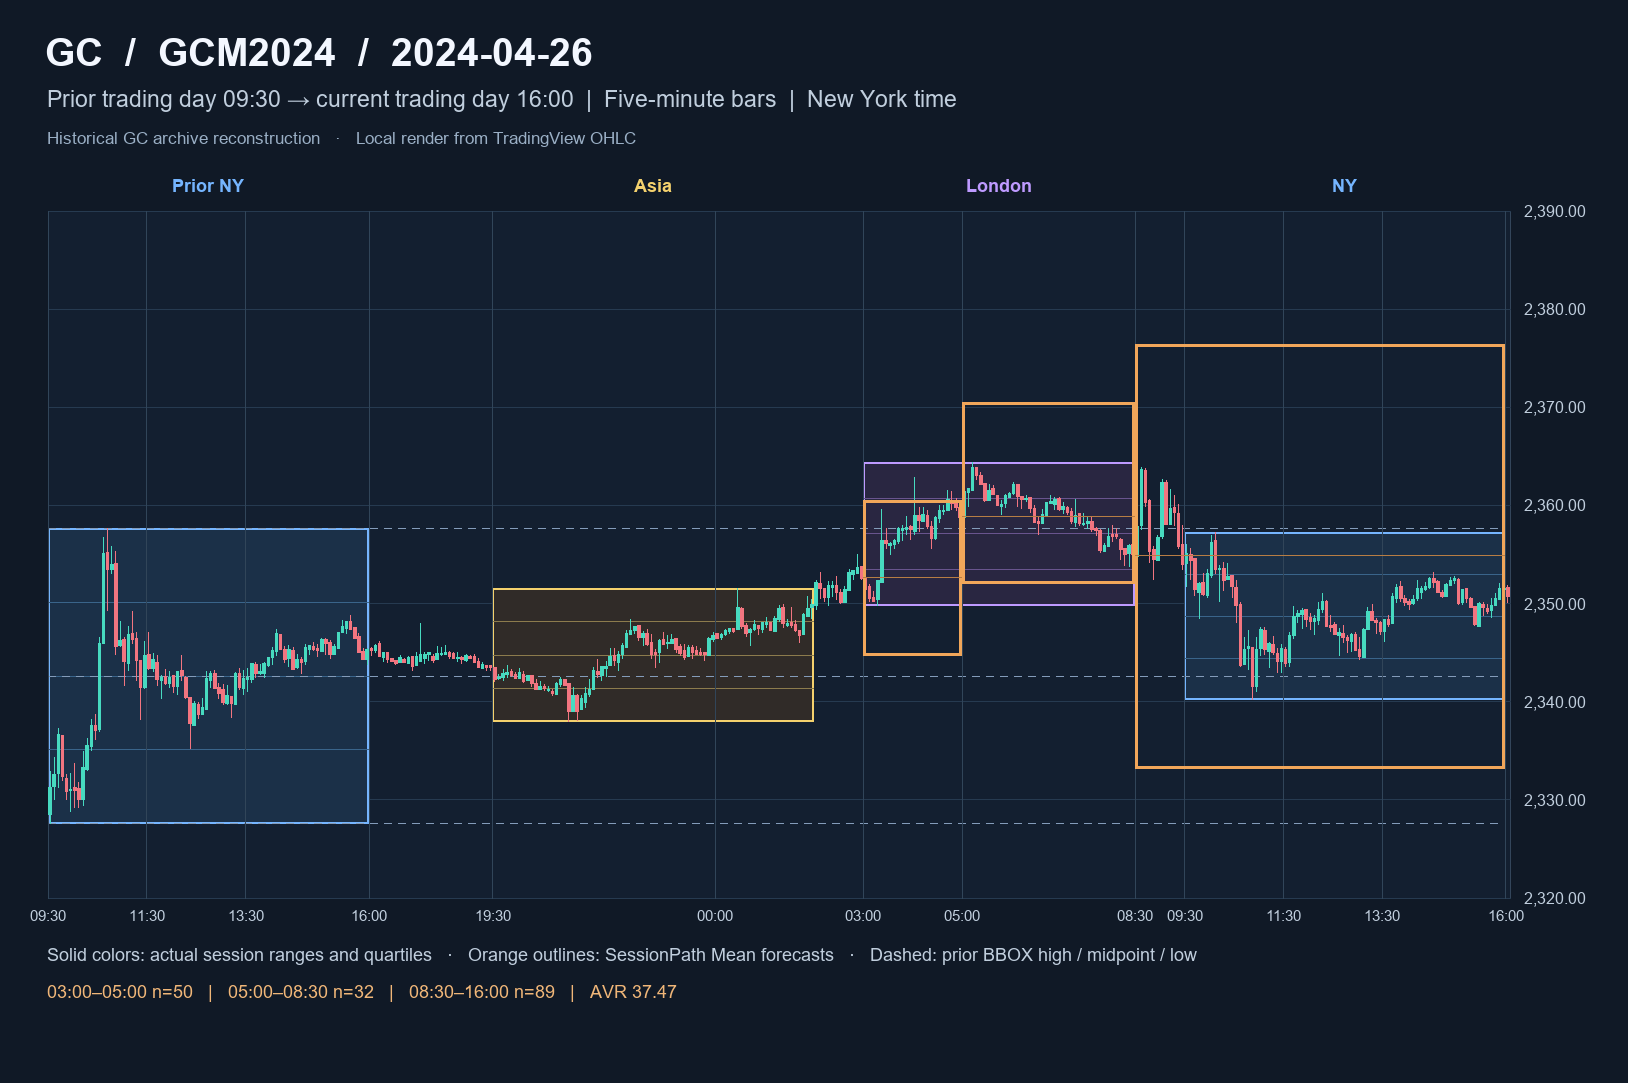 GC / GCM2024 / 2024-04-26
Prior trading day 09:30 → current trading day 16:00 | Five-minute bars | New York time
Historical GC archive reconstruction · Local render from TradingView OHLC
Prior NY Asia London NY
2,390.00
2,380.00
2,370.00
2,360.00
2,350.00
2,340.00
2,330.00
2,320.00
09:30 11:30 13:30 16:00 19:30 00:00 03:00 05:00 08:30 09:30 11:30 13:30 16:00
Solid colors: actual session ranges and quartiles · Orange outlines: SessionPath Mean forecasts · Dashed: prior BBOX high / midpoint / low
03:00–05:00 n=50 | 05:00–08:30 n=32 | 08:30–16:00 n=89 | AVR 37.47